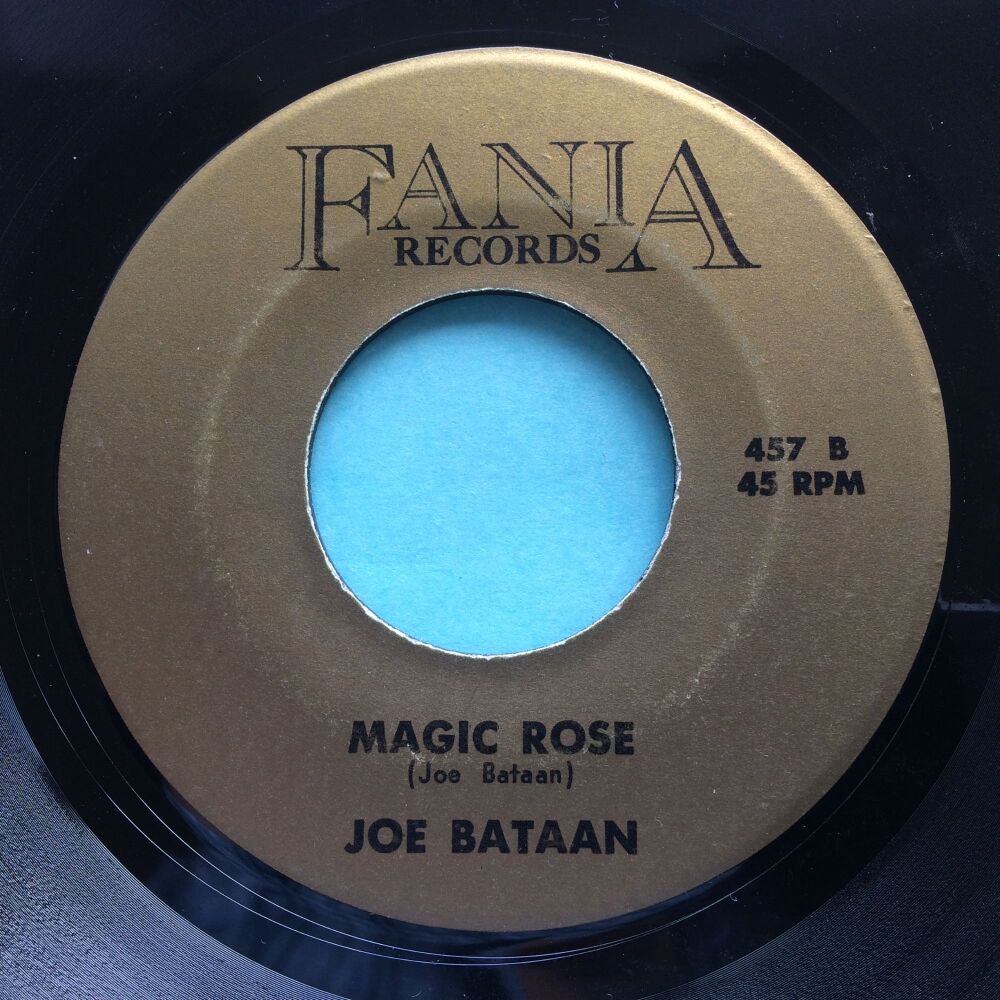 FANIA
RECORDS
457 B
45 RPM
MAGIC ROSE
(Joe Bataan)
JOE BATAAN